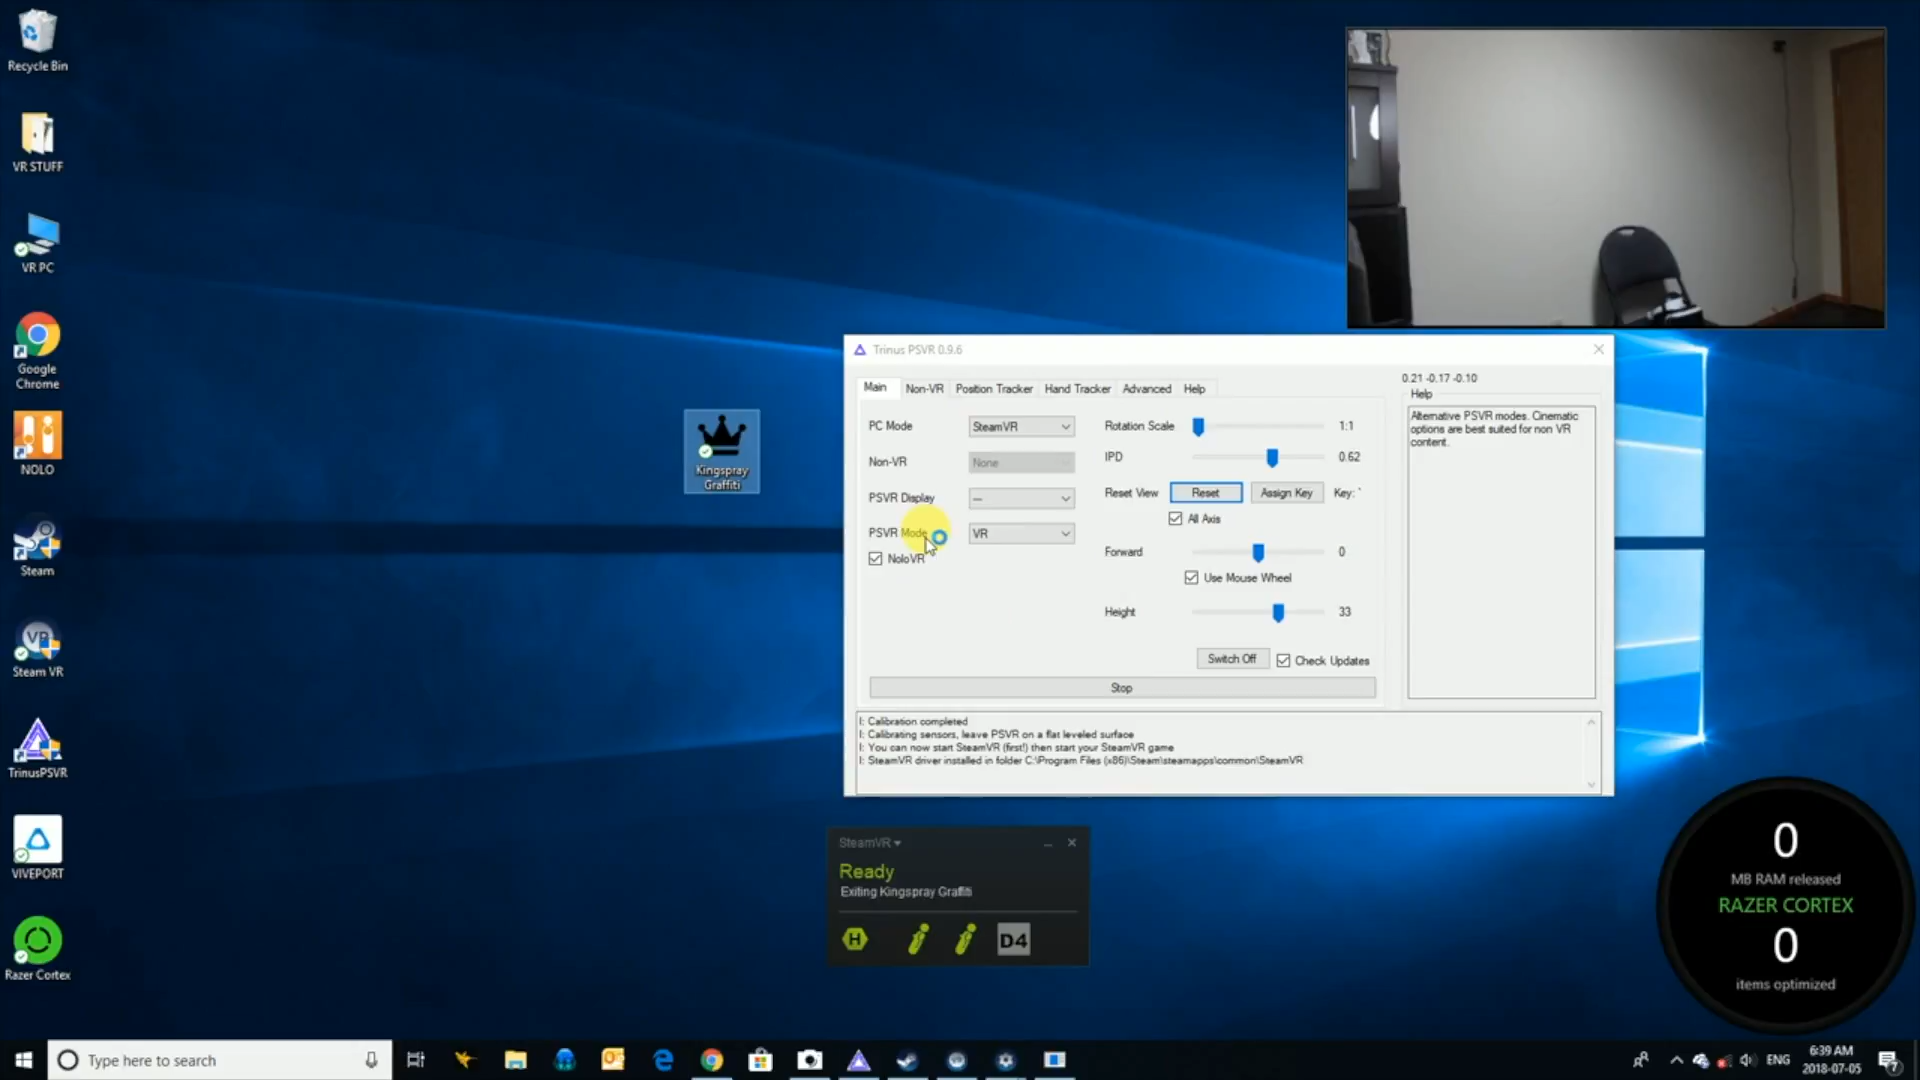 Recycle Bin
VR STUFF
VR PC
Google
Chrome
NOLO
Steam
Steam VR
TrinusPSVR
VIVEPORT
Razer Cortex
Kingspray
Graffiti
Trinus PSVR 0.9.6
Main Non-VR Position Tracker Hand Tracker Advanced Help
PC Mode SteamVR
Non-VR None
PSVR Display ---
PSVR Mode VR
NoloVR
Rotation Scale 1:1
IPD 0.62
Reset View Reset Assign Key Key: `
All Axis
Forward 0
Use Mouse Wheel
Height 33
Switch Off Check Updates
Stop
0.21 -0.17 -0.10
Help
Alternative PSVR modes. Cinematic
options are best suited for non VR
content.
I: Calibration completed
I: Calibrating sensors, leave PSVR on a flat leveled surface
I: You can now start SteamVR (first!) then start your SteamVR game
I: SteamVR driver installed in folder C:\Program Files (x86)\Steam\steamapps\common\SteamVR
SteamVR
Ready
Exiting Kingspray Graffiti
H D4
0
MB RAM released
RAZER CORTEX
0
items optimized
Type here to search
ENG
6:39 AM
2018-07-05
7